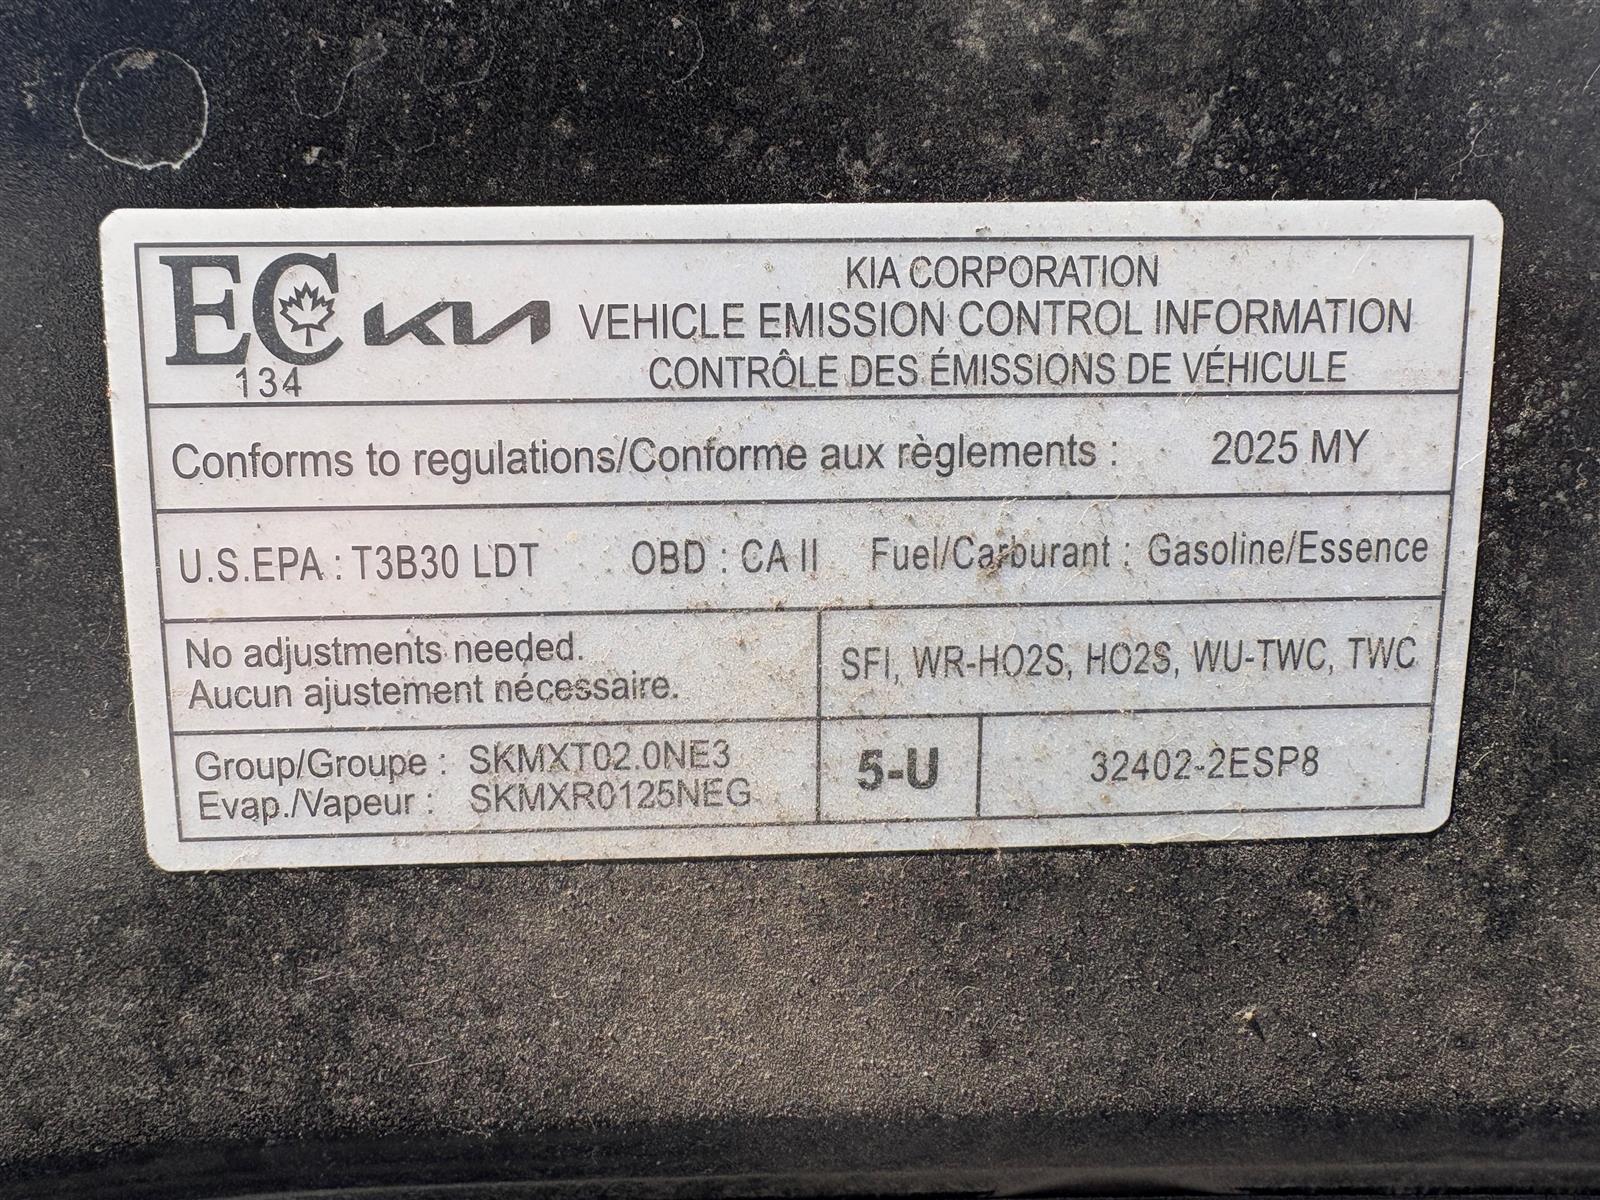 EC KIA KIA CORPORATION
134 VEHICLE EMISSION CONTROL INFORMATION
CONTRÔLE DES ÉMISSIONS DE VÉHICULE
Conforms to regulations/Conforme aux règlements : 2025 MY
U.S.EPA : T3B30 LDT OBD : CA II Fuel/Carburant : Gasoline/Essence
No adjustments needed.
Aucun ajustement nécessaire.
SFI, WR-HO2S, HO2S, WU-TWC, TWC
Group/Groupe : SKMXT02.0NE3
Evap./Vapeur : SKMXR0125NEG
5-U
32402-2ESP8